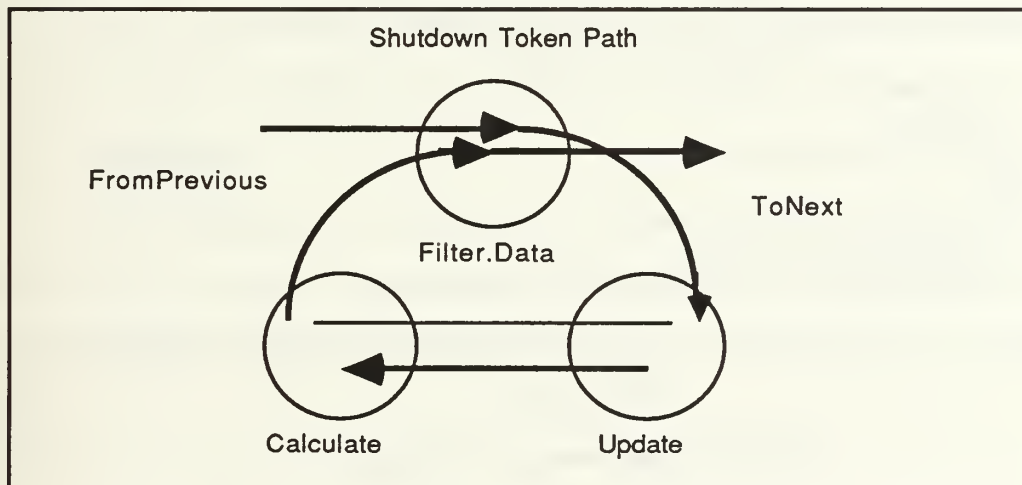 Shutdown Token Path
FromPrevious
ToNext
Filter.Data
Calculate
Update